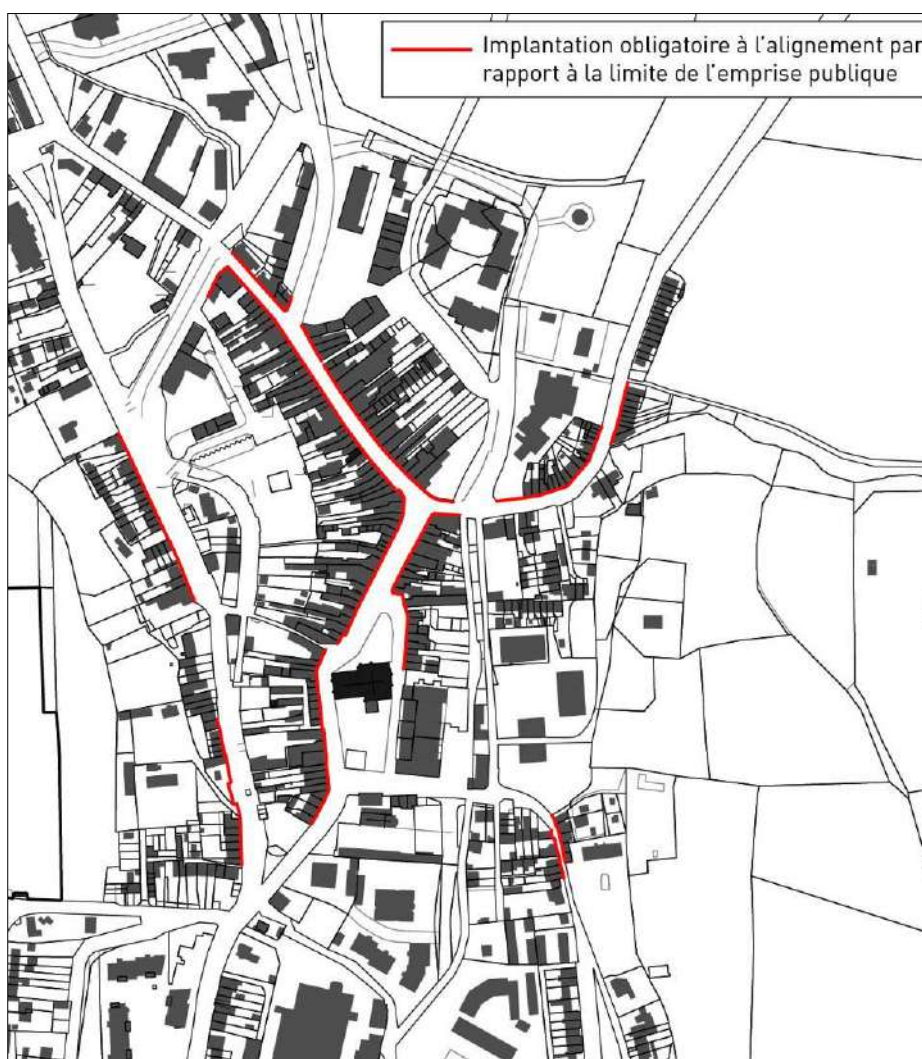 Implantation obligatoire à l'alignement par
rapport à la limite de l'emprise publique